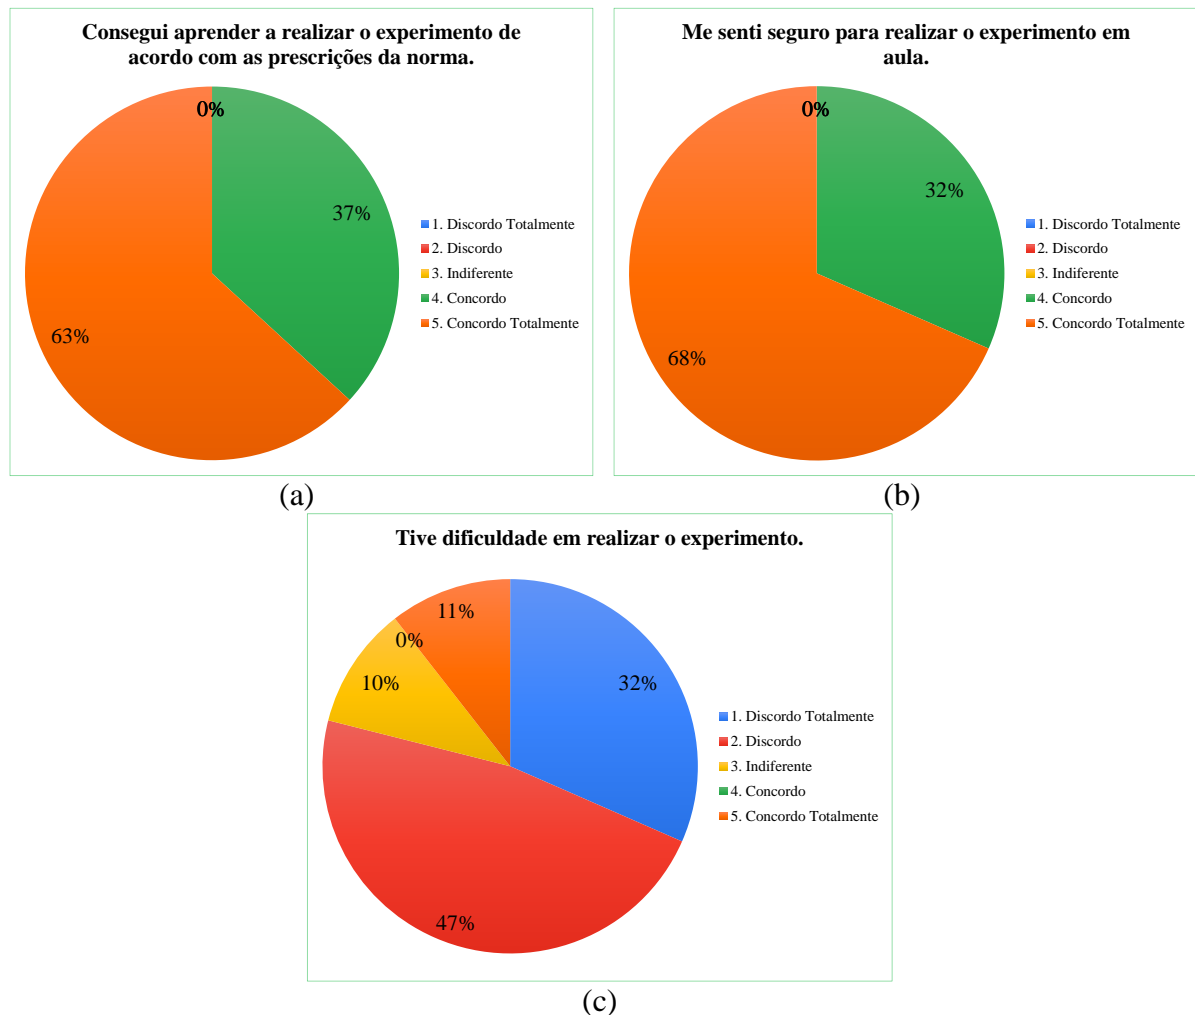 Consegui aprender a realizar o experimento de
acordo com as prescrições da norma.
0%
37%
63%
1. Discordo Totalmente
2. Discordo
3. Indiferente
4. Concordo
5. Concordo Totalmente
(a)
Me senti seguro para realizar o experimento em
aula.
0%
32%
68%
1. Discordo Totalmente
2. Discordo
3. Indiferente
4. Concordo
5. Concordo Totalmente
(b)
Tive dificuldade em realizar o experimento.
11%
0%
10%
32%
47%
1. Discordo Totalmente
2. Discordo
3. Indiferente
4. Concordo
5. Concordo Totalmente
(c)